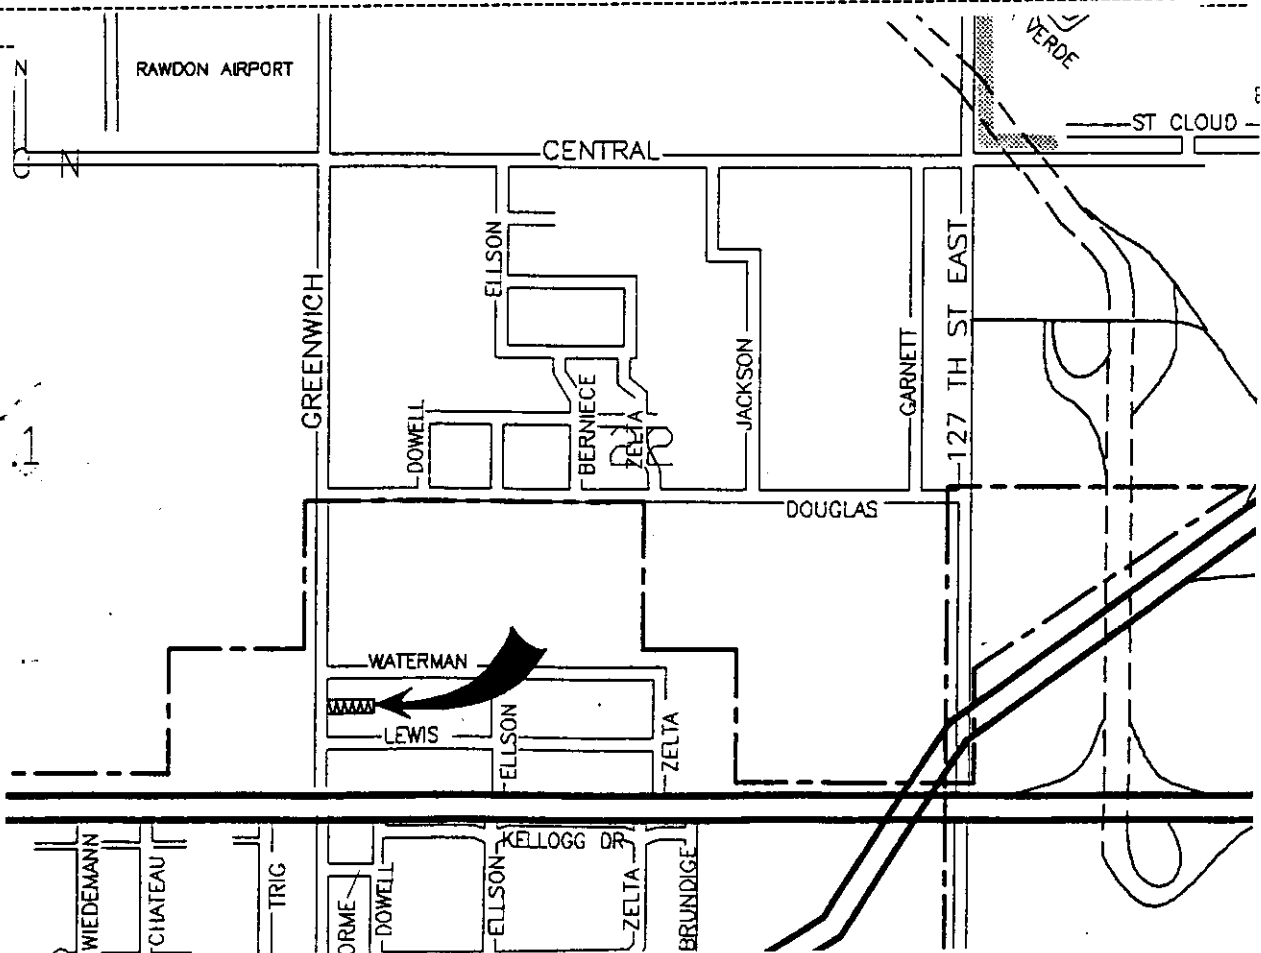 VERDE
N
RAWDON AIRPORT
ST CLOUD
CENTRAL
C N
ELLSON
127 TH ST EAST
GREENWICH
JACKSON
GARNETT
BERNIECE
DOWELL
ZELTA
1
DOUGLAS
WATERMAN
LEWIS
ELLSON
ZELTA
KELLOGG DR
WIEDEMANN
CHATEAU
TRIG
ORME
DOWELL
ELLSON
ZELTA
BRUNDIGE